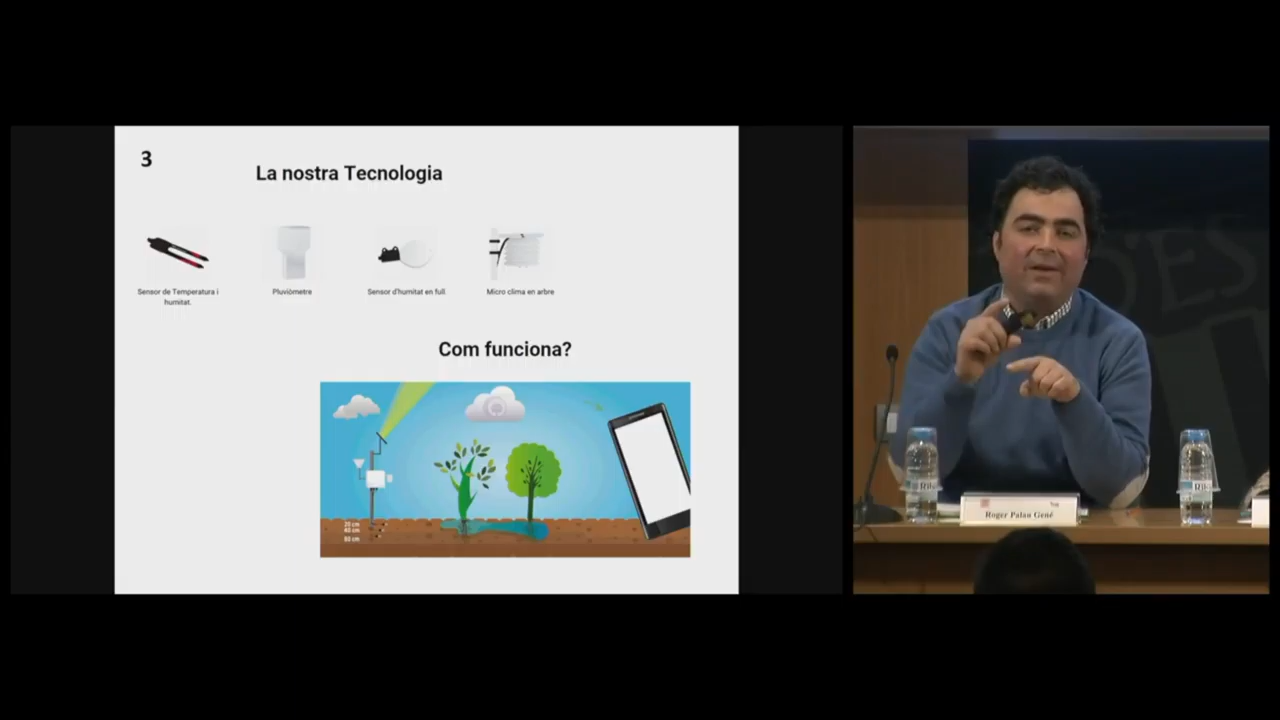 3
La nostra Tecnologia
Sensor de Temperatura i
humitat.
Pluviòmetre
Sensor d'humitat en full
Micro clima en arbre
Com funciona?
20 cm
40 cm
60 cm
D'ES
Roger Palau Gené